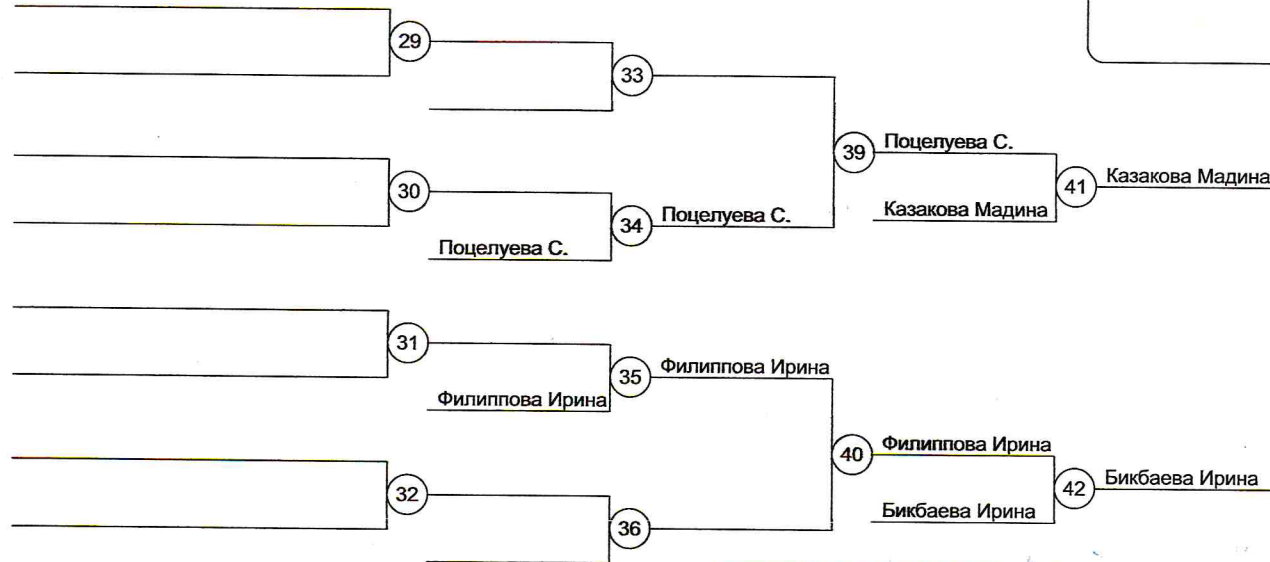 29
33
39
Поцелуева С.
41
Казакова Мадина
30
34
Поцелуева С.
Казакова Мадина
Поцелуева С.
31
35
Филиппова Ирина
Филиппова Ирина
40
Филиппова Ирина
42
Бикбаева Ирина
32
36
Бикбаева Ирина